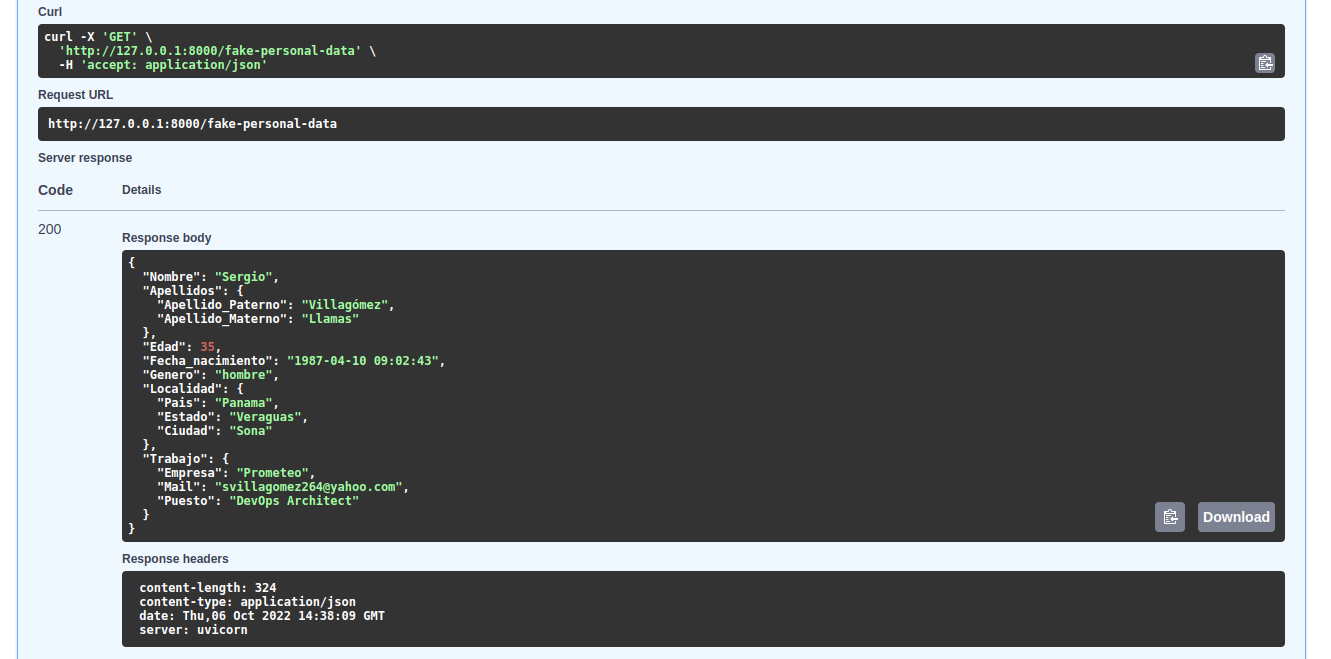 Curl
curl -X 'GET' \
  'http://127.0.0.1:8000/fake-personal-data' \
  -H 'accept: application/json'
Request URL
http://127.0.0.1:8000/fake-personal-data
Server response
Code Details
200
Response body
{
  "Nombre": "Sergio",
  "Apellidos": {
    "Apellido_Paterno": "Villagómez",
    "Apellido_Materno": "Llamas"
  },
  "Edad": 35,
  "Fecha_nacimiento": "1987-04-10 09:02:43",
  "Genero": "hombre",
  "Localidad": {
    "Pais": "Panama",
    "Estado": "Veraguas",
    "Ciudad": "Sona"
  },
  "Trabajo": {
    "Empresa": "Prometeo",
    "Mail": "svillagomez264@yahoo.com",
    "Puesto": "DevOps Architect"
  }
}
Download
Response headers
content-length: 324
content-type: application/json
date: Thu,06 Oct 2022 14:38:09 GMT
server: uvicorn